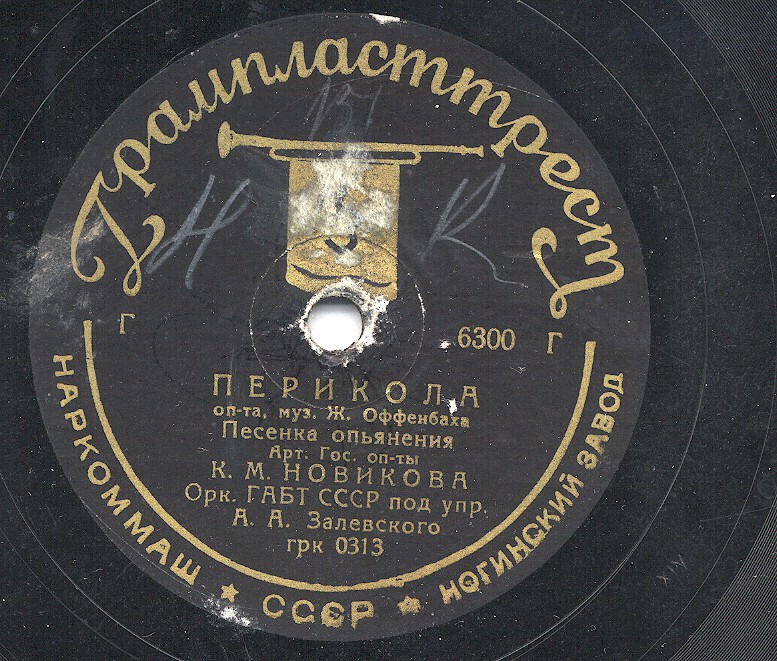 Грампласттрест
Н К
Г 6300 Г
ПЕРИКОЛА
оп-та, муз. Ж. Оффенбаха
Песенка опьянения
Арт. Гос. оп-ты
К. М. НОВИКОВА
Орк. ГАБТ СССР под упр.
А. А. Залевского
грк 0313
НАРКОММАШ ★ СССР ★ НОГИНСКИЙ ЗАВОД
XIV